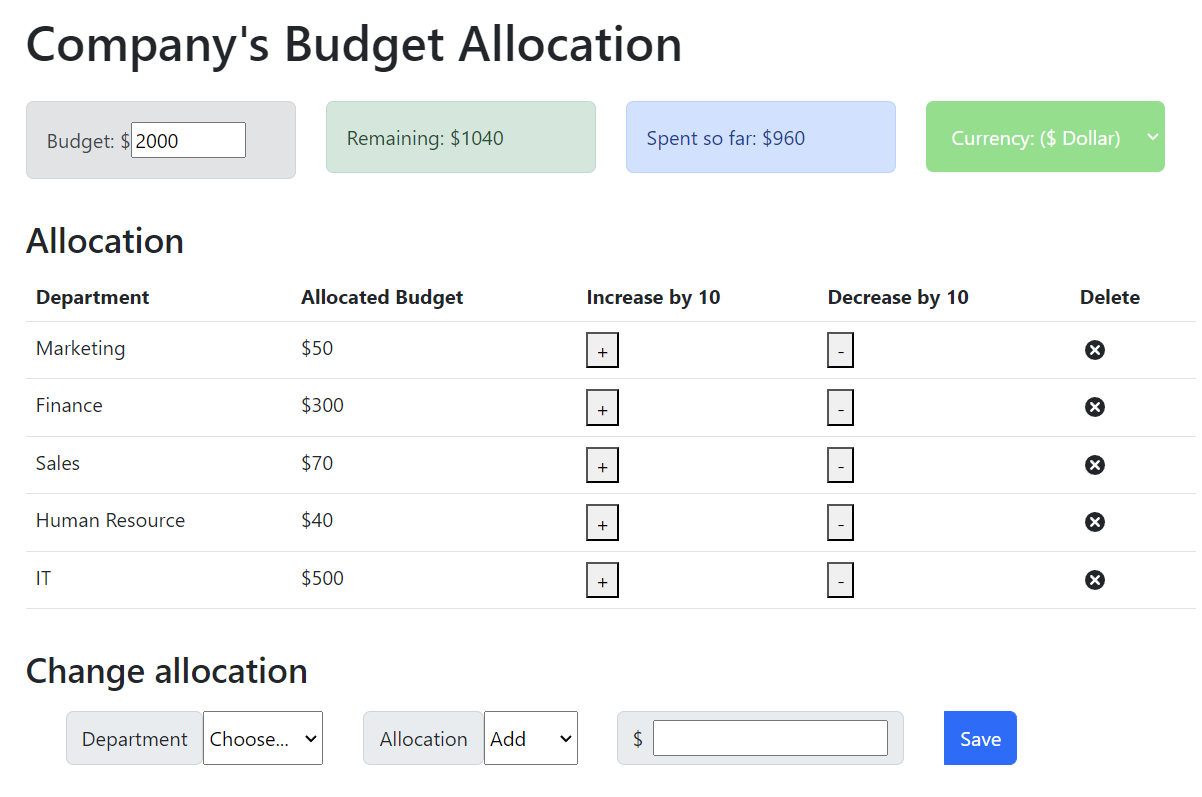 Company's Budget Allocation
Budget: $ 2000 Remaining: $1040 Spent so far: $960 Currency: ($ Dollar)
Allocation
Department Allocated Budget Increase by 10 Decrease by 10 Delete
Marketing $50 + -
Finance $300 + -
Sales $70 + -
Human Resource $40 + -
IT $500 + -
Change allocation
Department Choose... Allocation Add $ Save